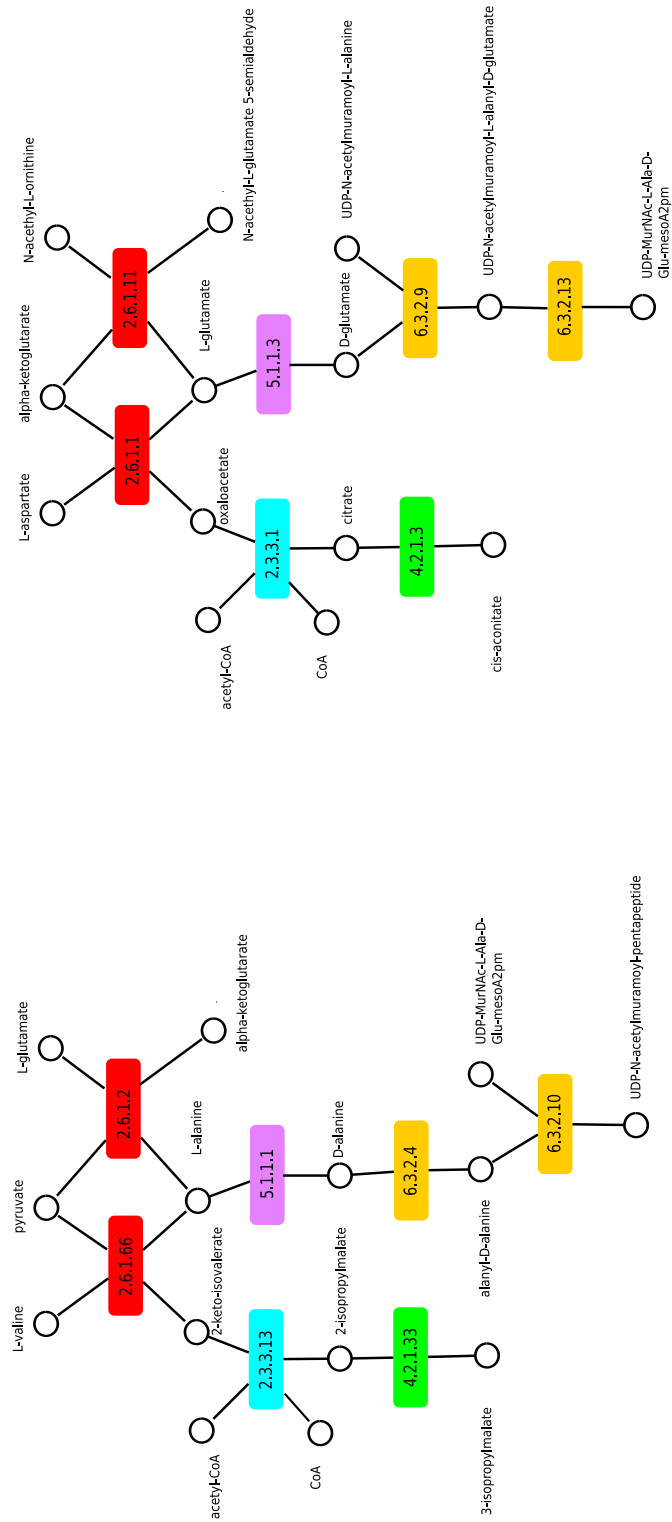 L-valine
pyruvate
L-glutamate
2.6.1.66
2.6.1.2
2-keto-isovalerate
L-alanine
alpha-ketoglutarate
acetyl-CoA
2.3.3.13
5.1.1.1
CoA
2-isopropylmalate
D-alanine
4.2.1.33
6.3.2.4
3-isopropylmalate
alanyl-D-alanine
UDP-MurNAc-L-Ala-D-
Glu-mesoA2pm
6.3.2.10
UDP-N-acetylmuramoyl-pentapeptide
L-aspartate
alpha-ketoglutarate
N-acethyl-L-ornithine
2.6.1.1
2.6.1.11
oxaloacetate
L-glutamate
N-acethyl-L-glutamate 5-semialdehyde
acetyl-CoA
2.3.3.1
5.1.1.3
CoA
citrate
D-glutamate
UDP-N-acetylmuramoyl-L-alanine
4.2.1.3
6.3.2.9
cis-aconitate
UDP-N-acetylmuramoyl-L-alanyl-D-glutamate
6.3.2.13
UDP-MurNAc-L-Ala-D-
Glu-mesoA2pm